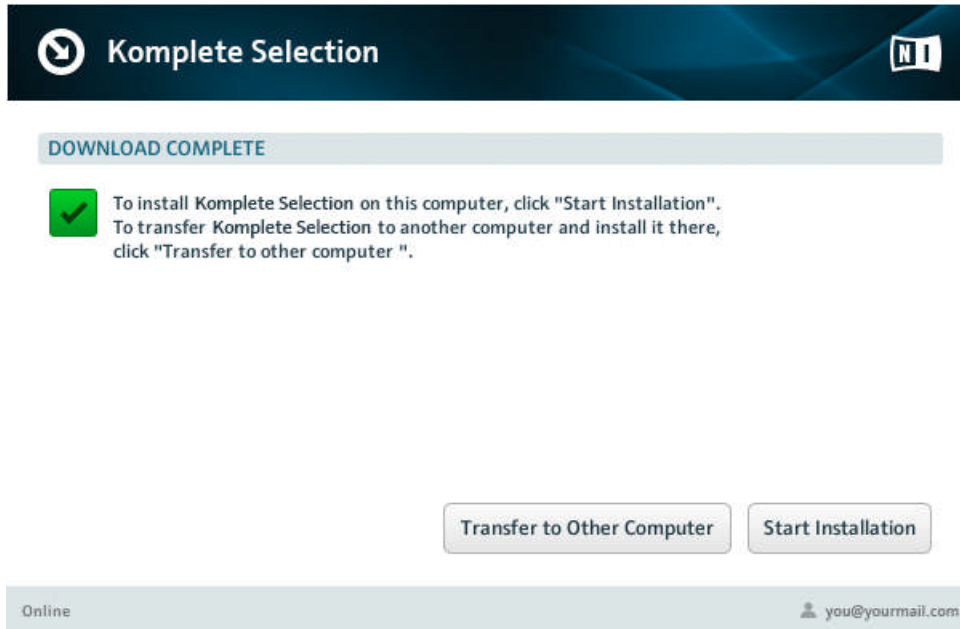 Komplete Selection
NI
DOWNLOAD COMPLETE
To install Komplete Selection on this computer, click "Start Installation".
To transfer Komplete Selection to another computer and install it there,
click "Transfer to other computer ".
Transfer to Other Computer
Start Installation
Online
you@yourmail.com